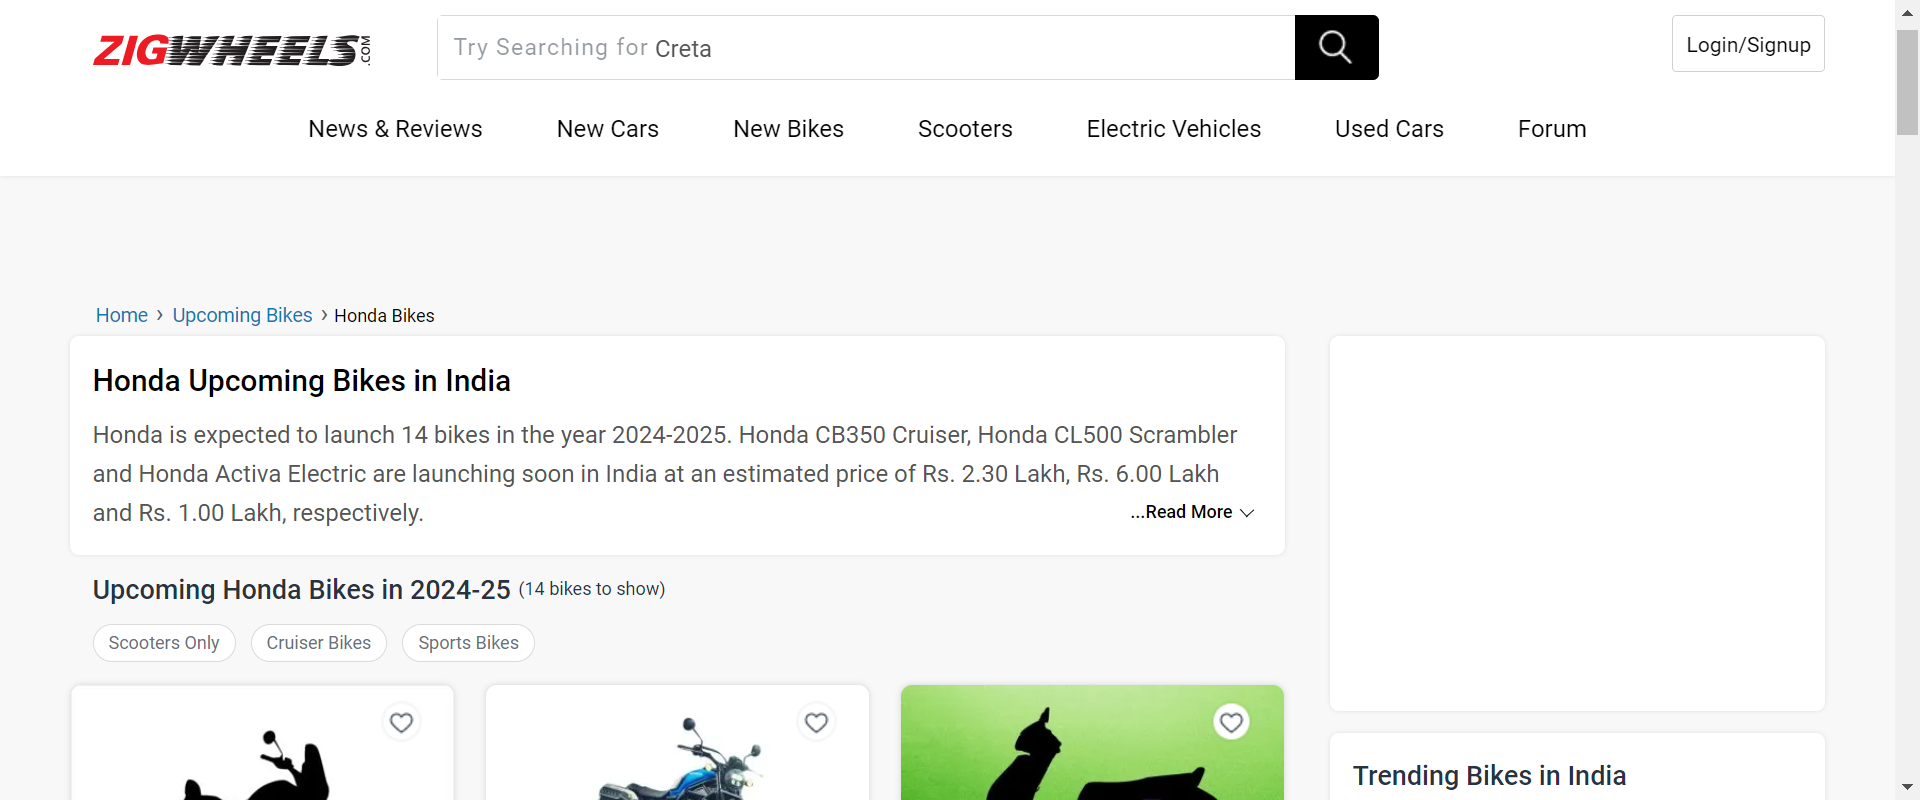 ZIGWHEELS.COM
Try Searching for Creta
Login/Signup
News & Reviews New Cars New Bikes Scooters Electric Vehicles Used Cars Forum
Home › Upcoming Bikes › Honda Bikes
Honda Upcoming Bikes in India
Honda is expected to launch 14 bikes in the year 2024-2025. Honda CB350 Cruiser, Honda CL500 Scrambler
and Honda Activa Electric are launching soon in India at an estimated price of Rs. 2.30 Lakh, Rs. 6.00 Lakh
and Rs. 1.00 Lakh, respectively.
...Read More
Upcoming Honda Bikes in 2024-25 (14 bikes to show)
Scooters Only Cruiser Bikes Sports Bikes
Trending Bikes in India